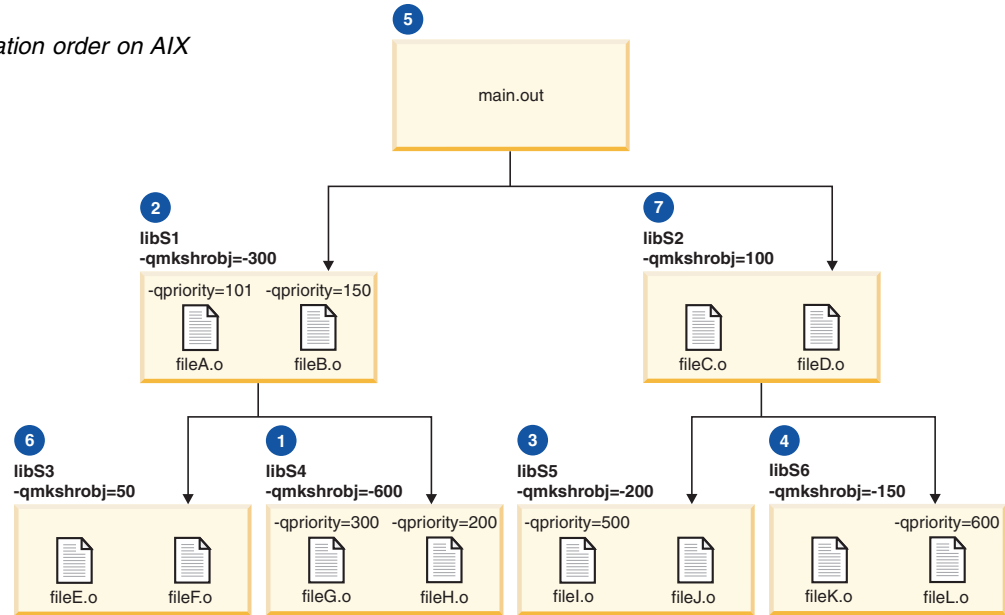 5
ation order on AIX
main.out
2
libS1
-qmkshrobj=-300
7
libS2
-qmkshrobj=100
-qpriority=101 -qpriority=150
fileA.o fileB.o
fileC.o fileD.o
6
libS3
-qmkshrobj=50
1
libS4
-qmkshrobj=-600
3
libS5
-qmkshrobj=-200
4
libS6
-qmkshrobj=-150
fileE.o fileF.o
-qpriority=300 -qpriority=200
fileG.o fileH.o
-qpriority=500
fileI.o fileJ.o
-qpriority=600
fileK.o fileL.o